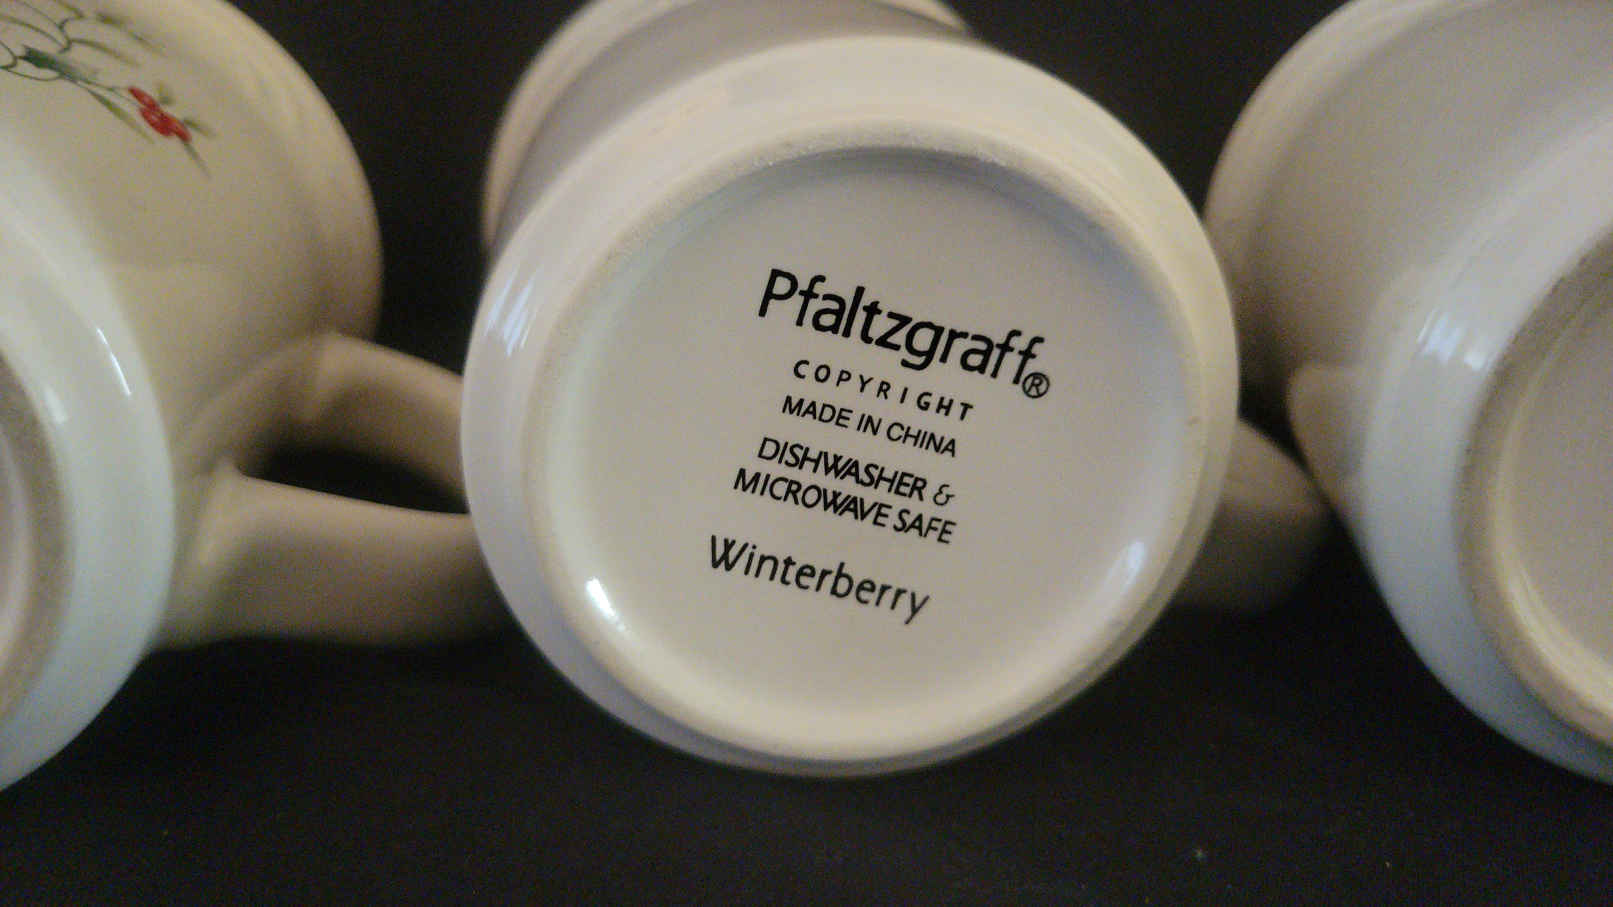 Pfaltzgraff®
COPYRIGHT
MADE IN CHINA
DISHWASHER &
MICROWAVE SAFE
Winterberry